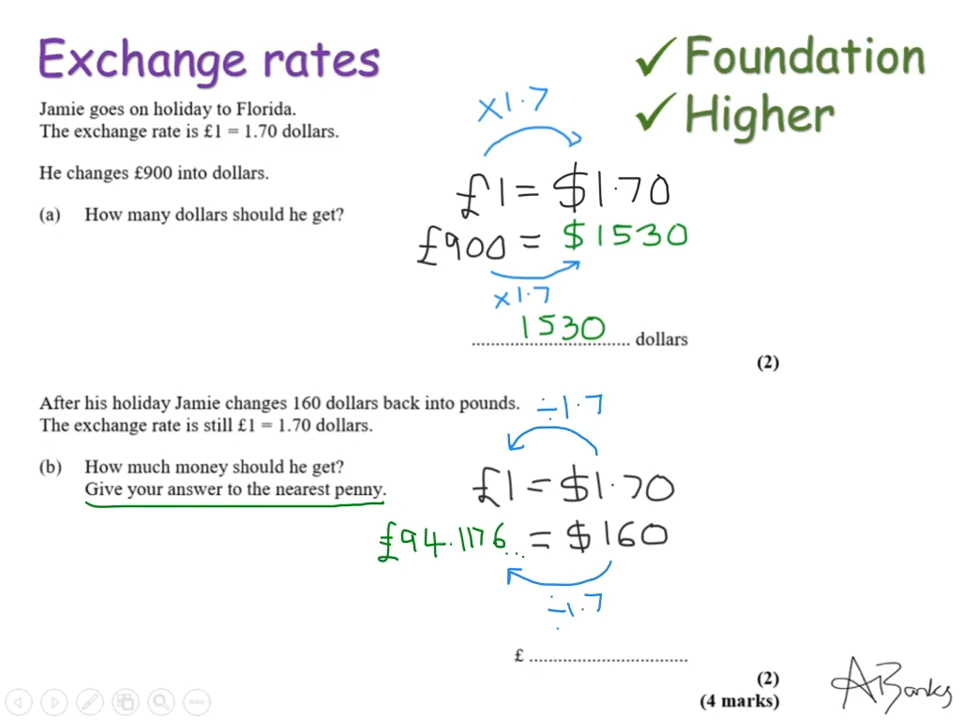 Exchange rates
✓ Foundation
✓ Higher
Jamie goes on holiday to Florida.
The exchange rate is £1 = 1.70 dollars.
He changes £900 into dollars.
(a) How many dollars should he get?
×1.7
£1 = $1.70
£900 = $1530
×1.7
1530
.................................. dollars
(2)
After his holiday Jamie changes 160 dollars back into pounds.
The exchange rate is still £1 = 1.70 dollars.
(b) How much money should he get?
Give your answer to the nearest penny.
÷1.7
£1 = $1.70
£94.1176... = $160
÷1.7
£ ..................................
(2)
(4 marks)
A Banks